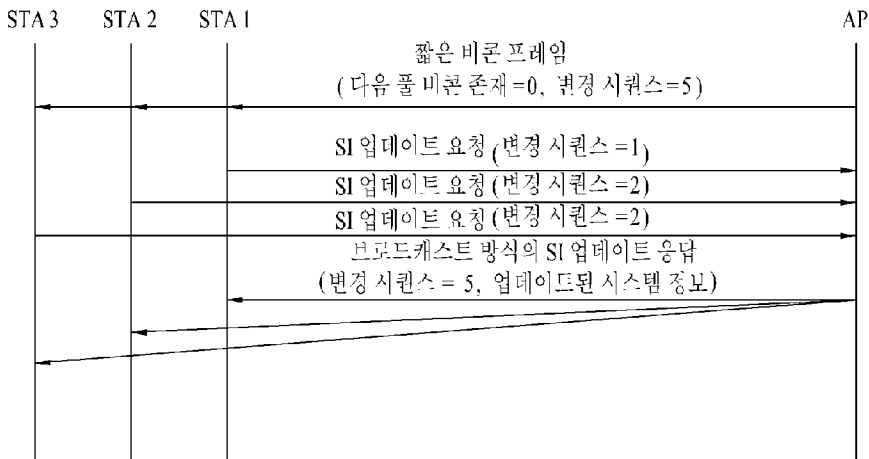 STA 3 STA 2 STA 1 AP
짧은 비콘 프레임
(다음 풀 비콘 존재=0, 변경 시퀀스=5)
SI 업데이트 요청 (변경 시퀀스 =1)
SI 업데이트 요청 (변경 시퀀스 =2)
SI 업데이트 요청 (변경 시퀀스 =2)
브로드캐스트 방식의 SI 업데이트 응답
(변경 시퀀스 = 5, 업데이트된 시스템 정보)